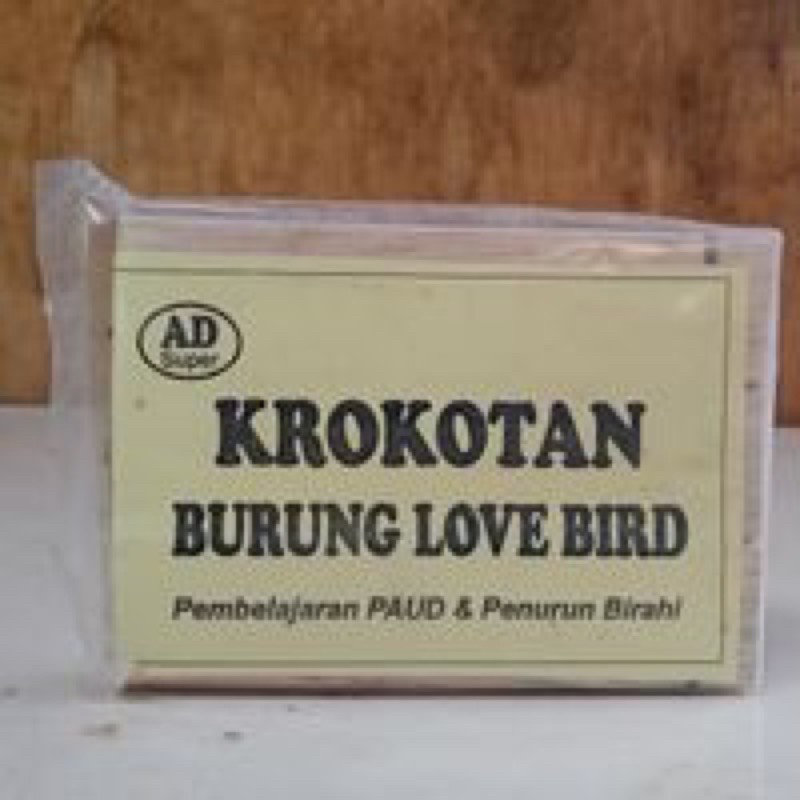 AD
Super
KROKOTAN
BURUNG LOVE BIRD
Pembelajaran PAUD & Penurun Birahi